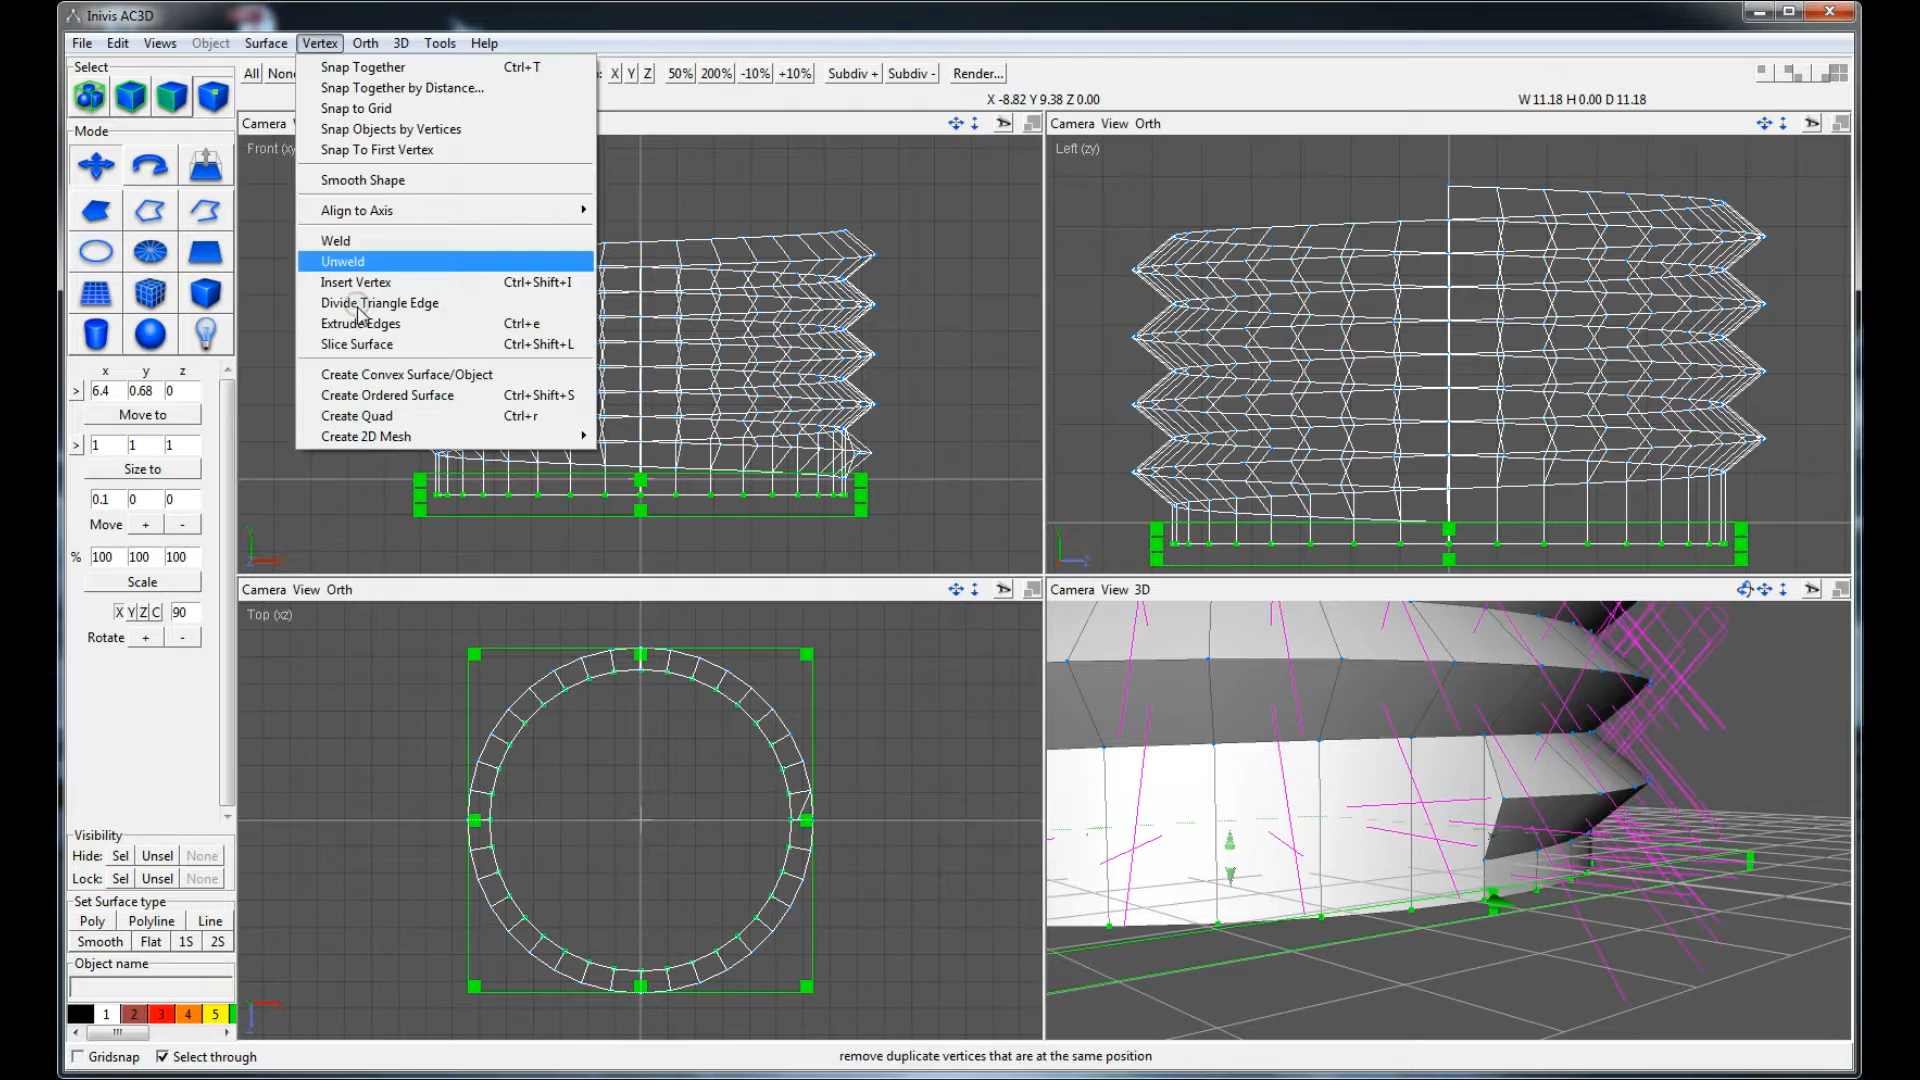 Inivis AC3D
File Edit Views Object Surface Vertex Orth 3D Tools Help
Select
All None X Y Z 50% 200% -10% +10% Subdiv + Subdiv - Render...
X -8.82 Y 9.38 Z 0.00 W 11.18 H 0.00 D 11.18
Snap Together Ctrl+T
Snap Together by Distance...
Snap to Grid
Snap Objects by Vertices
Snap To First Vertex
Smooth Shape
Align to Axis
Weld
Unweld
Insert Vertex Ctrl+Shift+I
Divide Triangle Edge
Extrude Edges Ctrl+e
Slice Surface Ctrl+Shift+L
Create Convex Surface/Object
Create Ordered Surface Ctrl+Shift+S
Create Quad Ctrl+r
Create 2D Mesh
Camera
Front (xy
Camera View Orth
Left (zy)
Mode
x y z
> 6.4 0.68 0
Move to
> 1 1 1
Size to
0.1 0 0
Move + -
% 100 100 100
Scale
X Y Z C 90
Rotate + -
Camera View Orth
Top (xz)
Camera View 3D
Visibility
Hide: Sel Unsel None
Lock: Sel Unsel None
Set Surface type
Poly Polyline Line
Smooth Flat 1S 2S
Object name
1 2 3 4 5
Gridsnap Select through
remove duplicate vertices that are at the same position